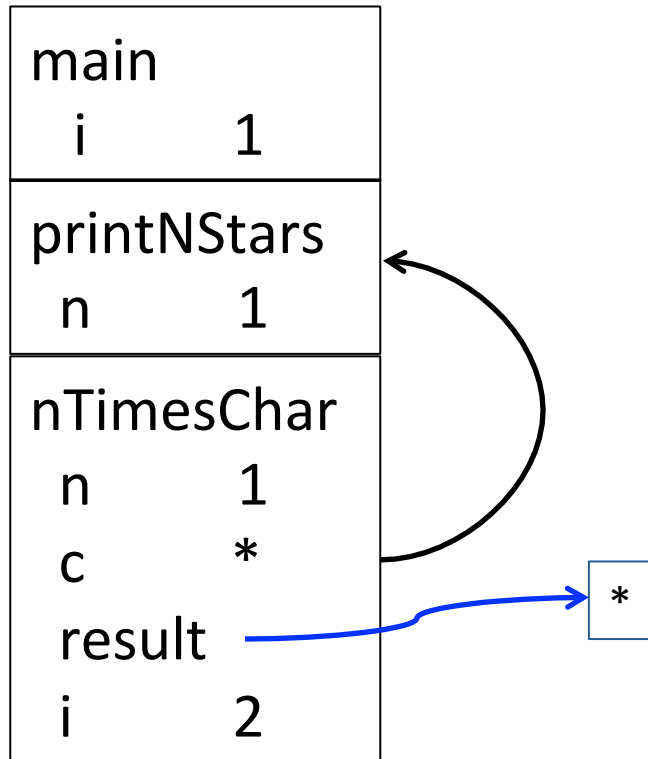 main
i 1
printNStars
n 1
nTimesChar
n 1
c *
result *
i 2